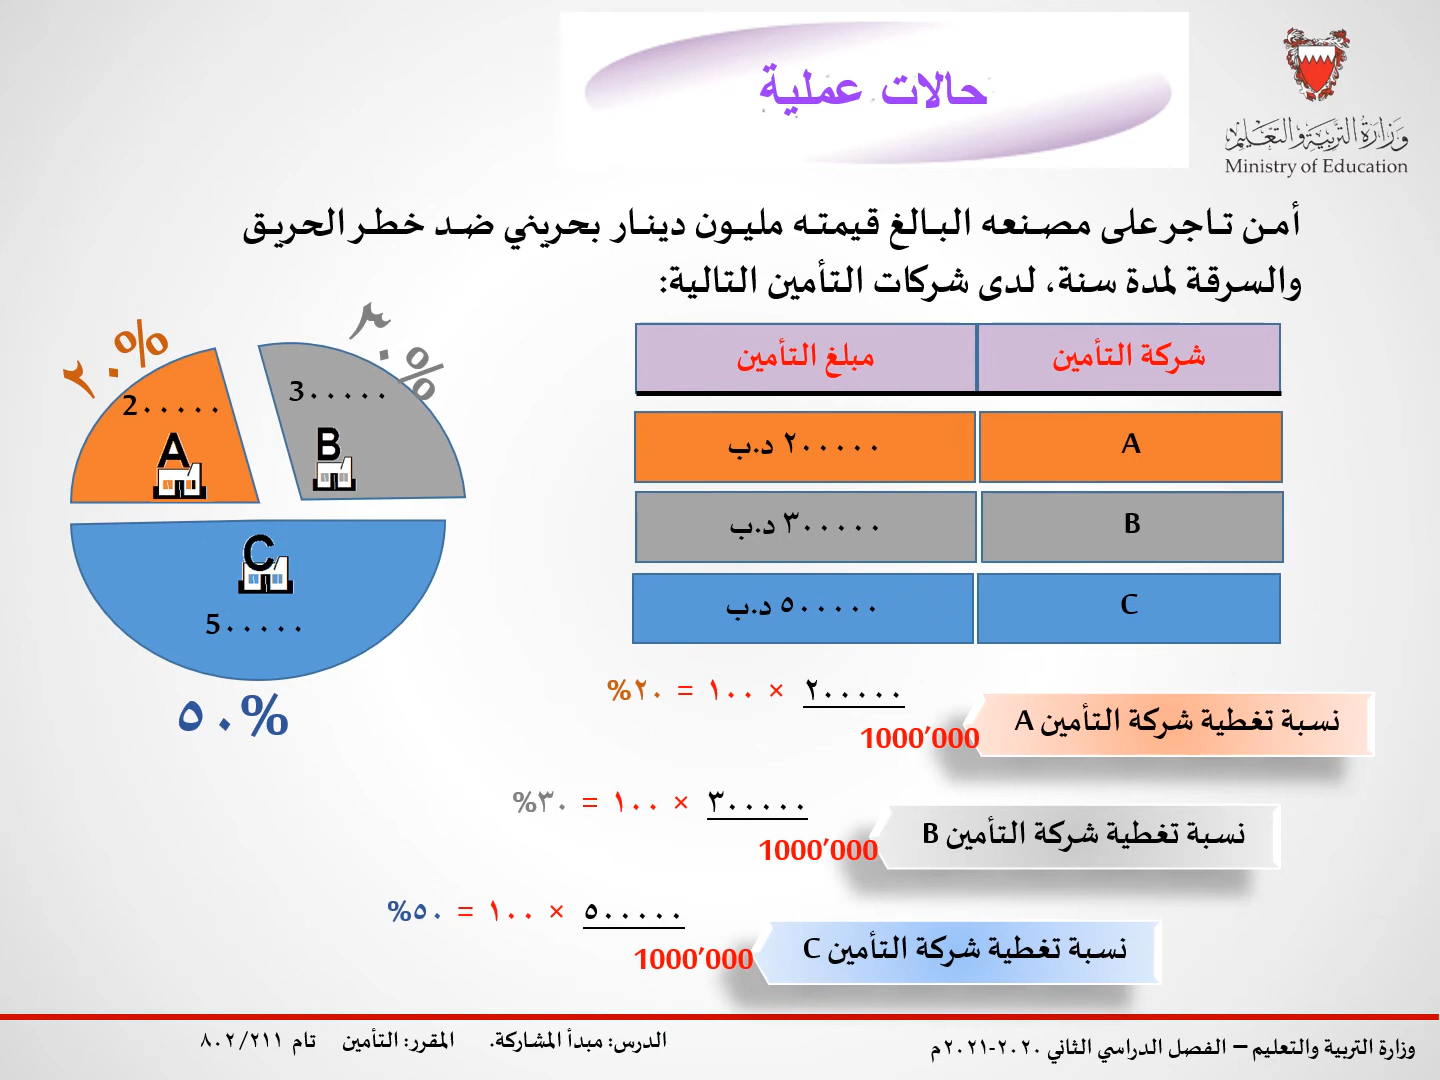 حالات عملية
وزارة التربية والتعليم
Ministry of Education
أمن تاجر على مصنعه البالغ قيمته مليون دينار بحريني ضد خطر الحريق
والسرقة لمدة سنة، لدى شركات التأمين التالية:
شركة التأمين مبلغ التأمين
A ٢٠٠٠٠٠ د.ب
B ٣٠٠٠٠٠ د.ب
C ٥٠٠٠٠٠ د.ب
٢٠%
2٠٠٠٠٠
A
٣٠%
3٠٠٠٠٠
B
C
5٠٠٠٠٠
٥٠%
نسبة تغطية شركة التأمين A
٢٠٠٠٠٠ × ١٠٠ = ٢٠%
1000’000
نسبة تغطية شركة التأمين B
٣٠٠٠٠٠ × ١٠٠ = ٣٠%
1000’000
نسبة تغطية شركة التأمين C
٥٠٠٠٠٠ × ١٠٠ = ٥٠%
1000’000
وزارة التربية والتعليم – الفصل الدراسي الثاني ٢٠٢٠-٢٠٢١م
الدرس: مبدأ المشاركة. المقرر: التأمين تام ٨٠٢/٢١١